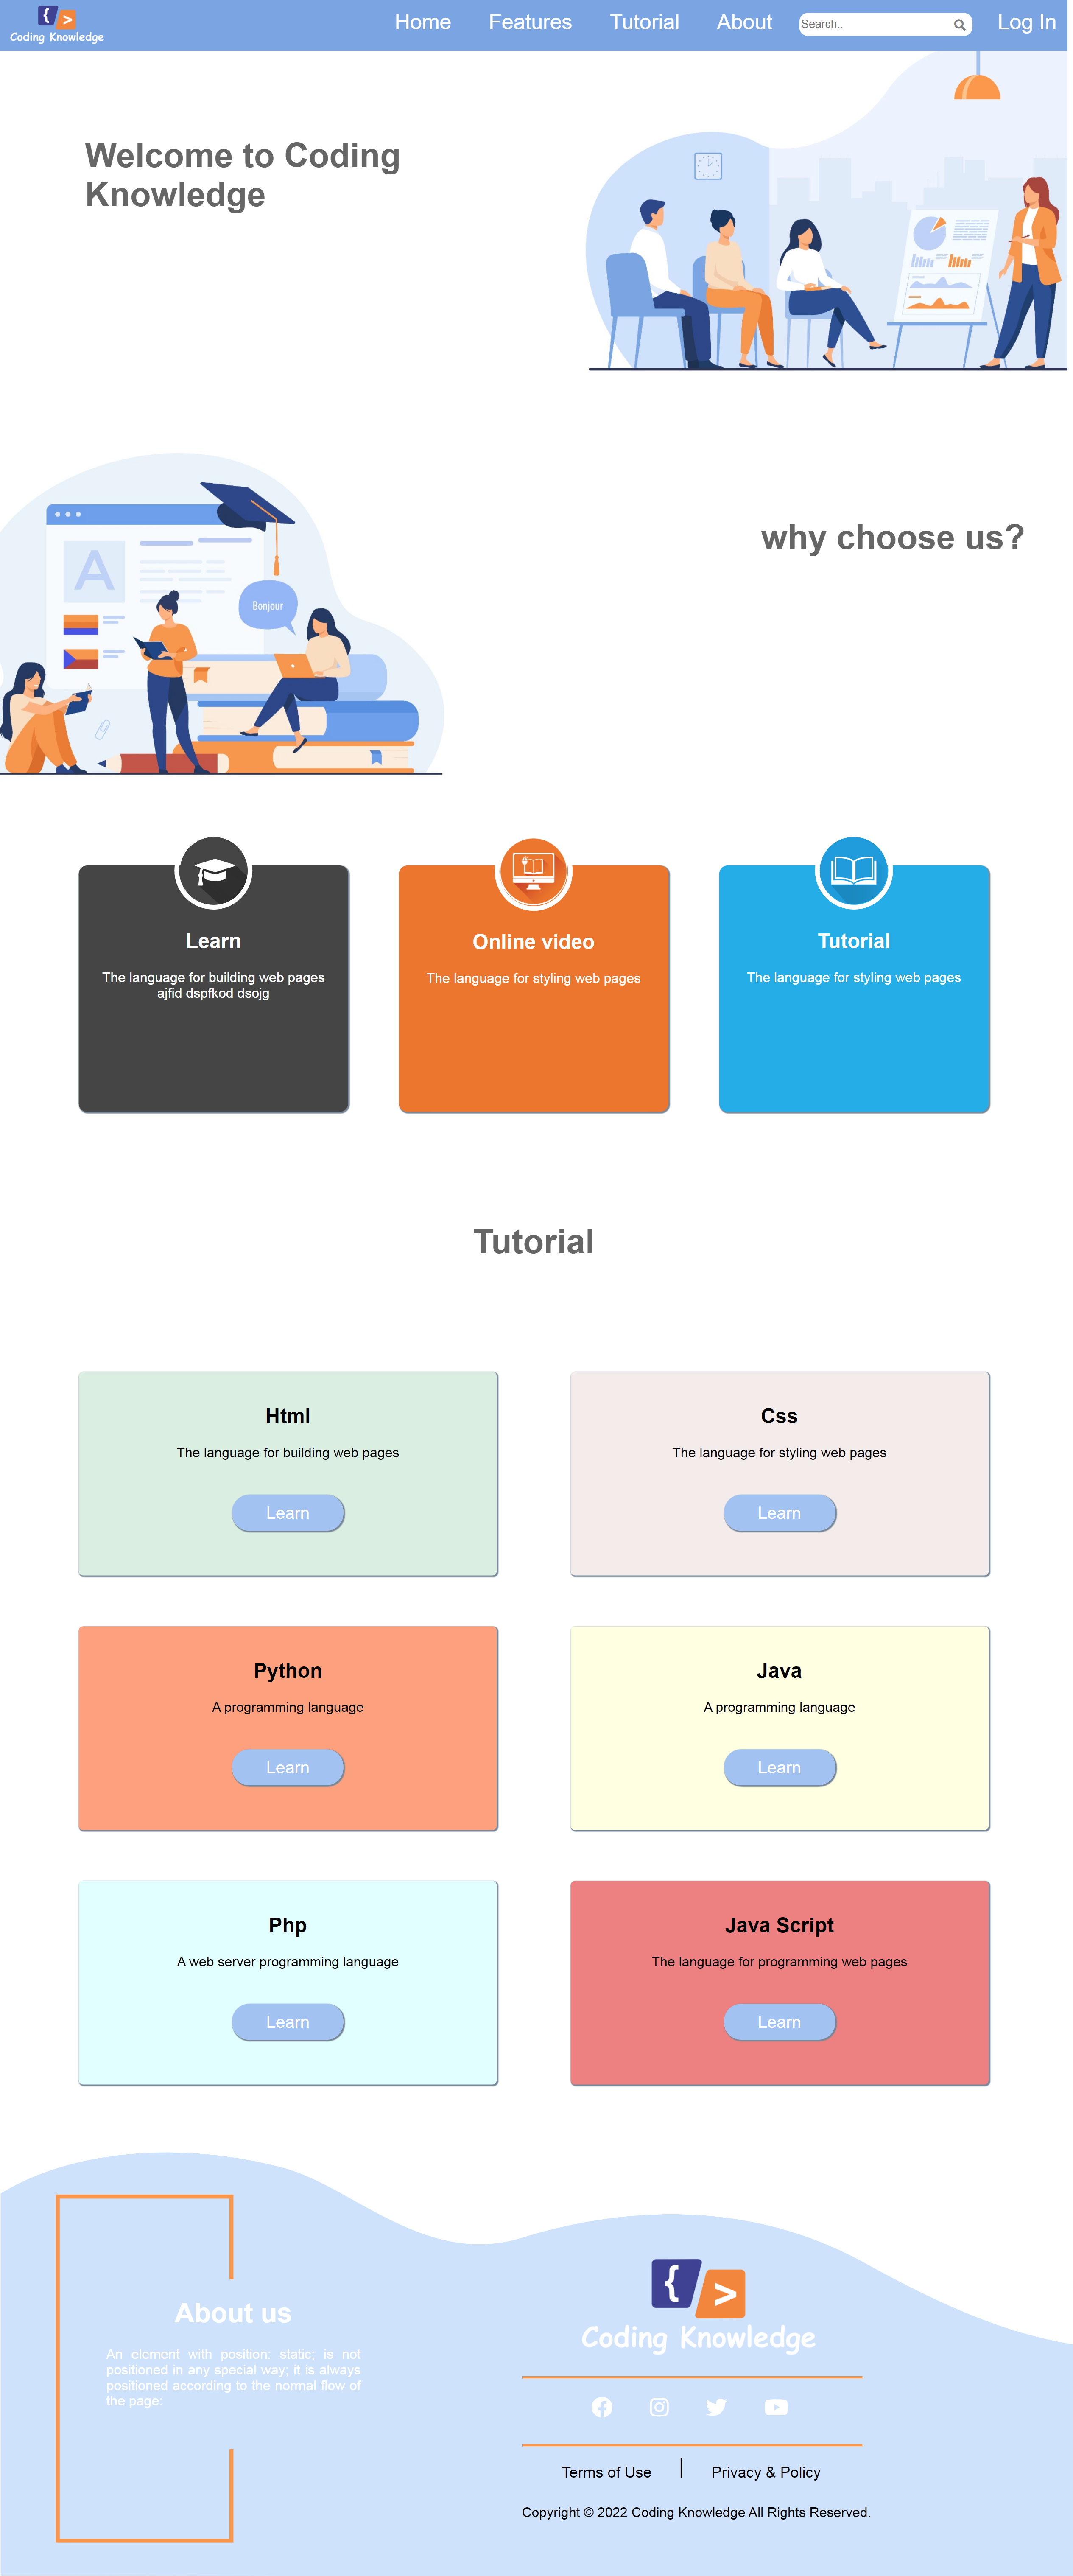 { >
Coding Knowledge
Home Features Tutorial About Search.. Log In
Welcome to Coding
Knowledge
A
Bonjour
why choose us?
Learn
The language for building web pages
ajfid dspfkod dsojg
Online video
The language for styling web pages
Tutorial
The language for styling web pages
Tutorial
Html
The language for building web pages
Learn
Css
The language for styling web pages
Learn
Python
A programming language
Learn
Java
A programming language
Learn
Php
A web server programming language
Learn
Java Script
The language for programming web pages
Learn
About us
An element with position: static; is not
positioned in any special way; it is always
positioned according to the normal flow of
the page:
{ >
Coding Knowledge
Terms of Use | Privacy & Policy
Copyright © 2022 Coding Knowledge All Rights Reserved.